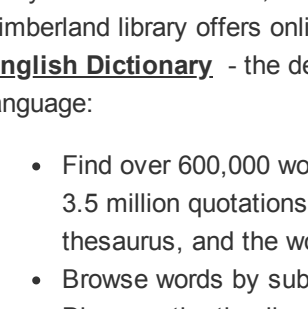 imberland library offers onli
nglish Dictionary - the de
anguage:
• Find over 600,000 wo
3.5 million quotations
thesaurus, and the wo
• Browse words by sub